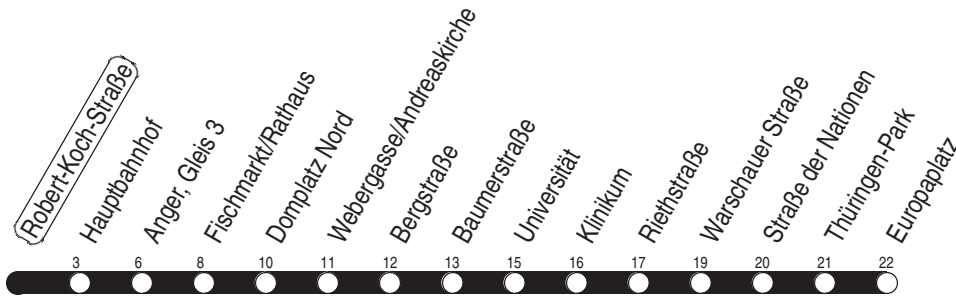 Robert-Koch-Straße
Hauptbahnhof
Anger, Gleis 3
Fischmarkt/Rathaus
Domplatz Nord
Webergasse/Andreaskirche
Bergstraße
Baumerstraße
Universität
Klinikum
Riethstraße
Warschauer Straße
Straße der Nationen
Thüringen-Park
Europaplatz
3 6 8 10 11 12 13 15 16 17 19 20 21 22